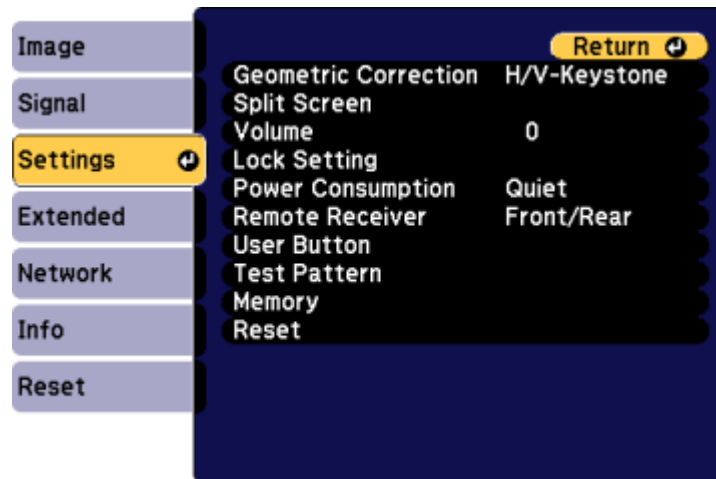 Image
Signal
Settings
Extended
Network
Info
Reset
Return
Geometric Correction H/V-Keystone
Split Screen
Volume 0
Lock Setting
Power Consumption Quiet
Remote Receiver Front/Rear
User Button
Test Pattern
Memory
Reset